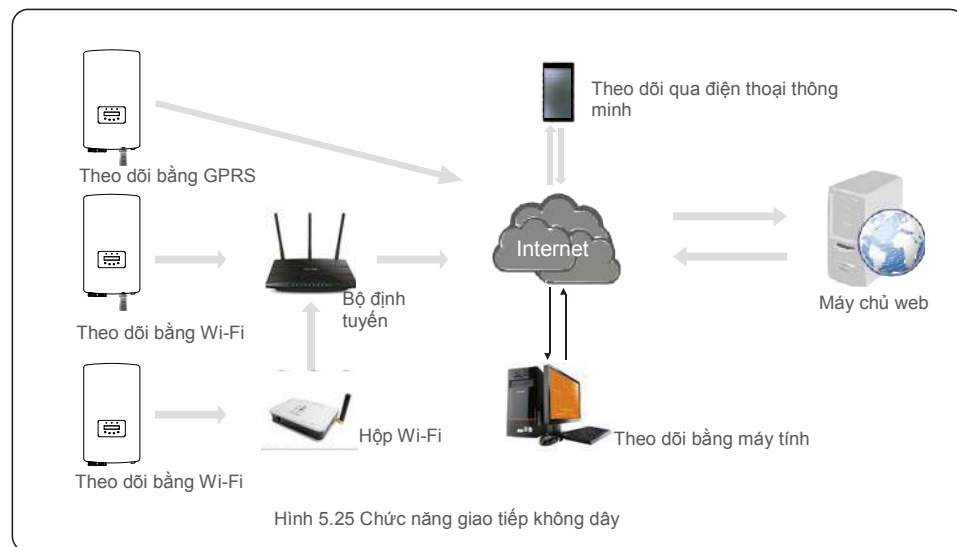 Theo dõi qua điện thoại thông
minh
Theo dõi bằng GPRS
Internet
Bộ định
tuyến
Máy chủ web
Theo dõi bằng Wi-Fi
Hộp Wi-Fi
Theo dõi bằng máy tính
Theo dõi bằng Wi-Fi
Hình 5.25 Chức năng giao tiếp không dây